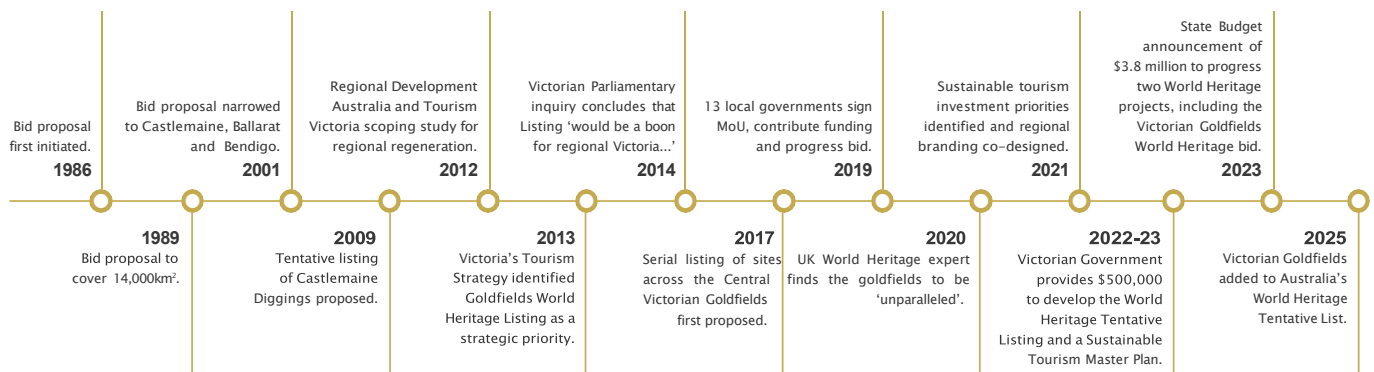 Bid proposal
first initiated.
1986
1989
Bid proposal to
cover 14,000km².
Bid proposal narrowed
to Castlemaine, Ballarat
and Bendigo.
2001
2009
Tentative listing
of Castlemaine
Diggings proposed.
Regional Development
Australia and Tourism
Victoria scoping study for
regional regeneration.
2012
2013
Victoria’s Tourism
Strategy identified
Goldfields World
Heritage Listing as a
strategic priority.
Victorian Parliamentary
inquiry concludes that
Listing ‘would be a boon
for regional Victoria...’
2014
2017
Serial listing of sites
across the Central
Victorian Goldfields
first proposed.
13 local governments sign
MoU, contribute funding
and progress bid.
2019
2020
UK World Heritage expert
finds the goldfields to be
‘unparalleled’.
Sustainable tourism
investment priorities
identified and regional
branding co-designed.
2021
2022-23
Victorian Government
provides $500,000
to develop the World
Heritage Tentative
Listing and a Sustainable
Tourism Master Plan.
State Budget
announcement of
$3.8 million to progress
two World Heritage
projects, including the
Victorian Goldfields
World Heritage bid.
2023
2025
Victorian Goldfields
added to Australia’s
World Heritage
Tentative List.